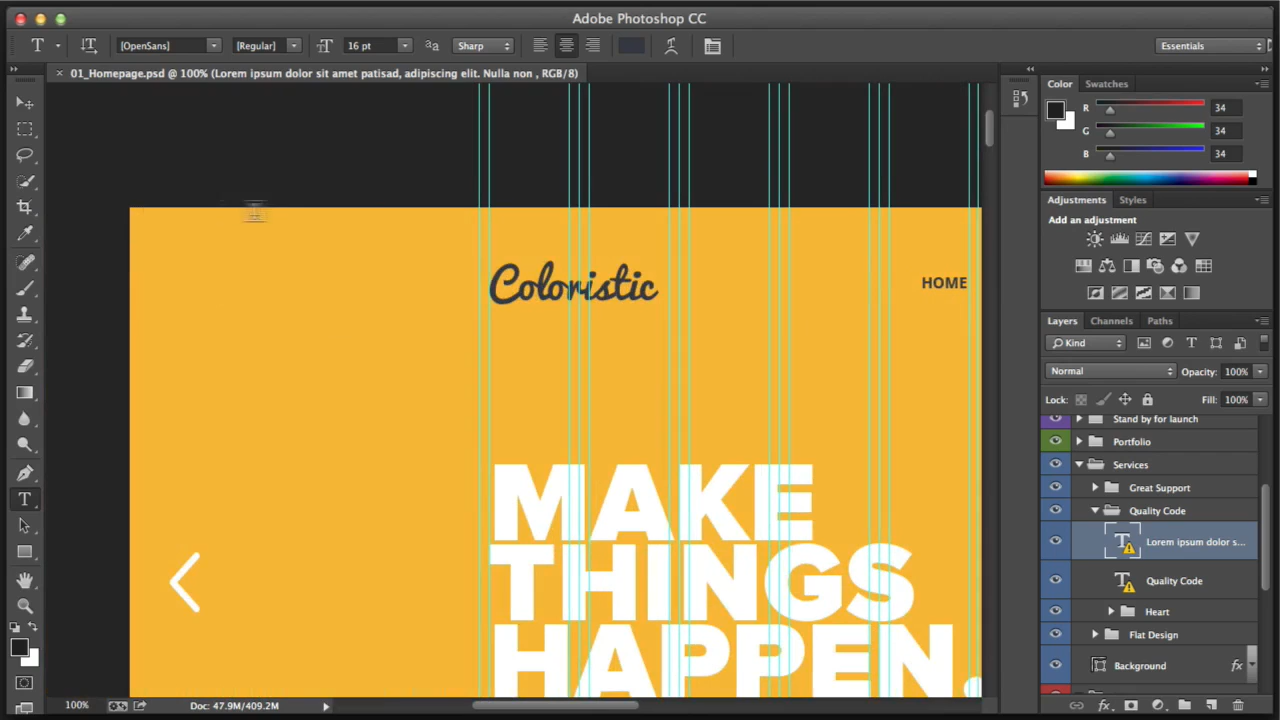 Adobe Photoshop CC
[OpenSans] [Regular] 16 pt Sharp Essentials
01_Homepage.psd @ 100% (Lorem ipsum dolor sit amet patisad, adipiscing elit. Nulla non , RGB/8)
Color Swatches
R 34
G 34
B 34
Adjustments Styles
Add an adjustment
Coloristic
HOME
MAKE
THINGS
HAPPEN.
Layers Channels Paths
Kind
Normal Opacity: 100%
Lock: Fill: 100%
Stand by for launch
Portfolio
Services
Great Support
Quality Code
Lorem ipsum dolor s...
Quality Code
Heart
Flat Design
Background fx
100% Doc: 47.9M/409.2M